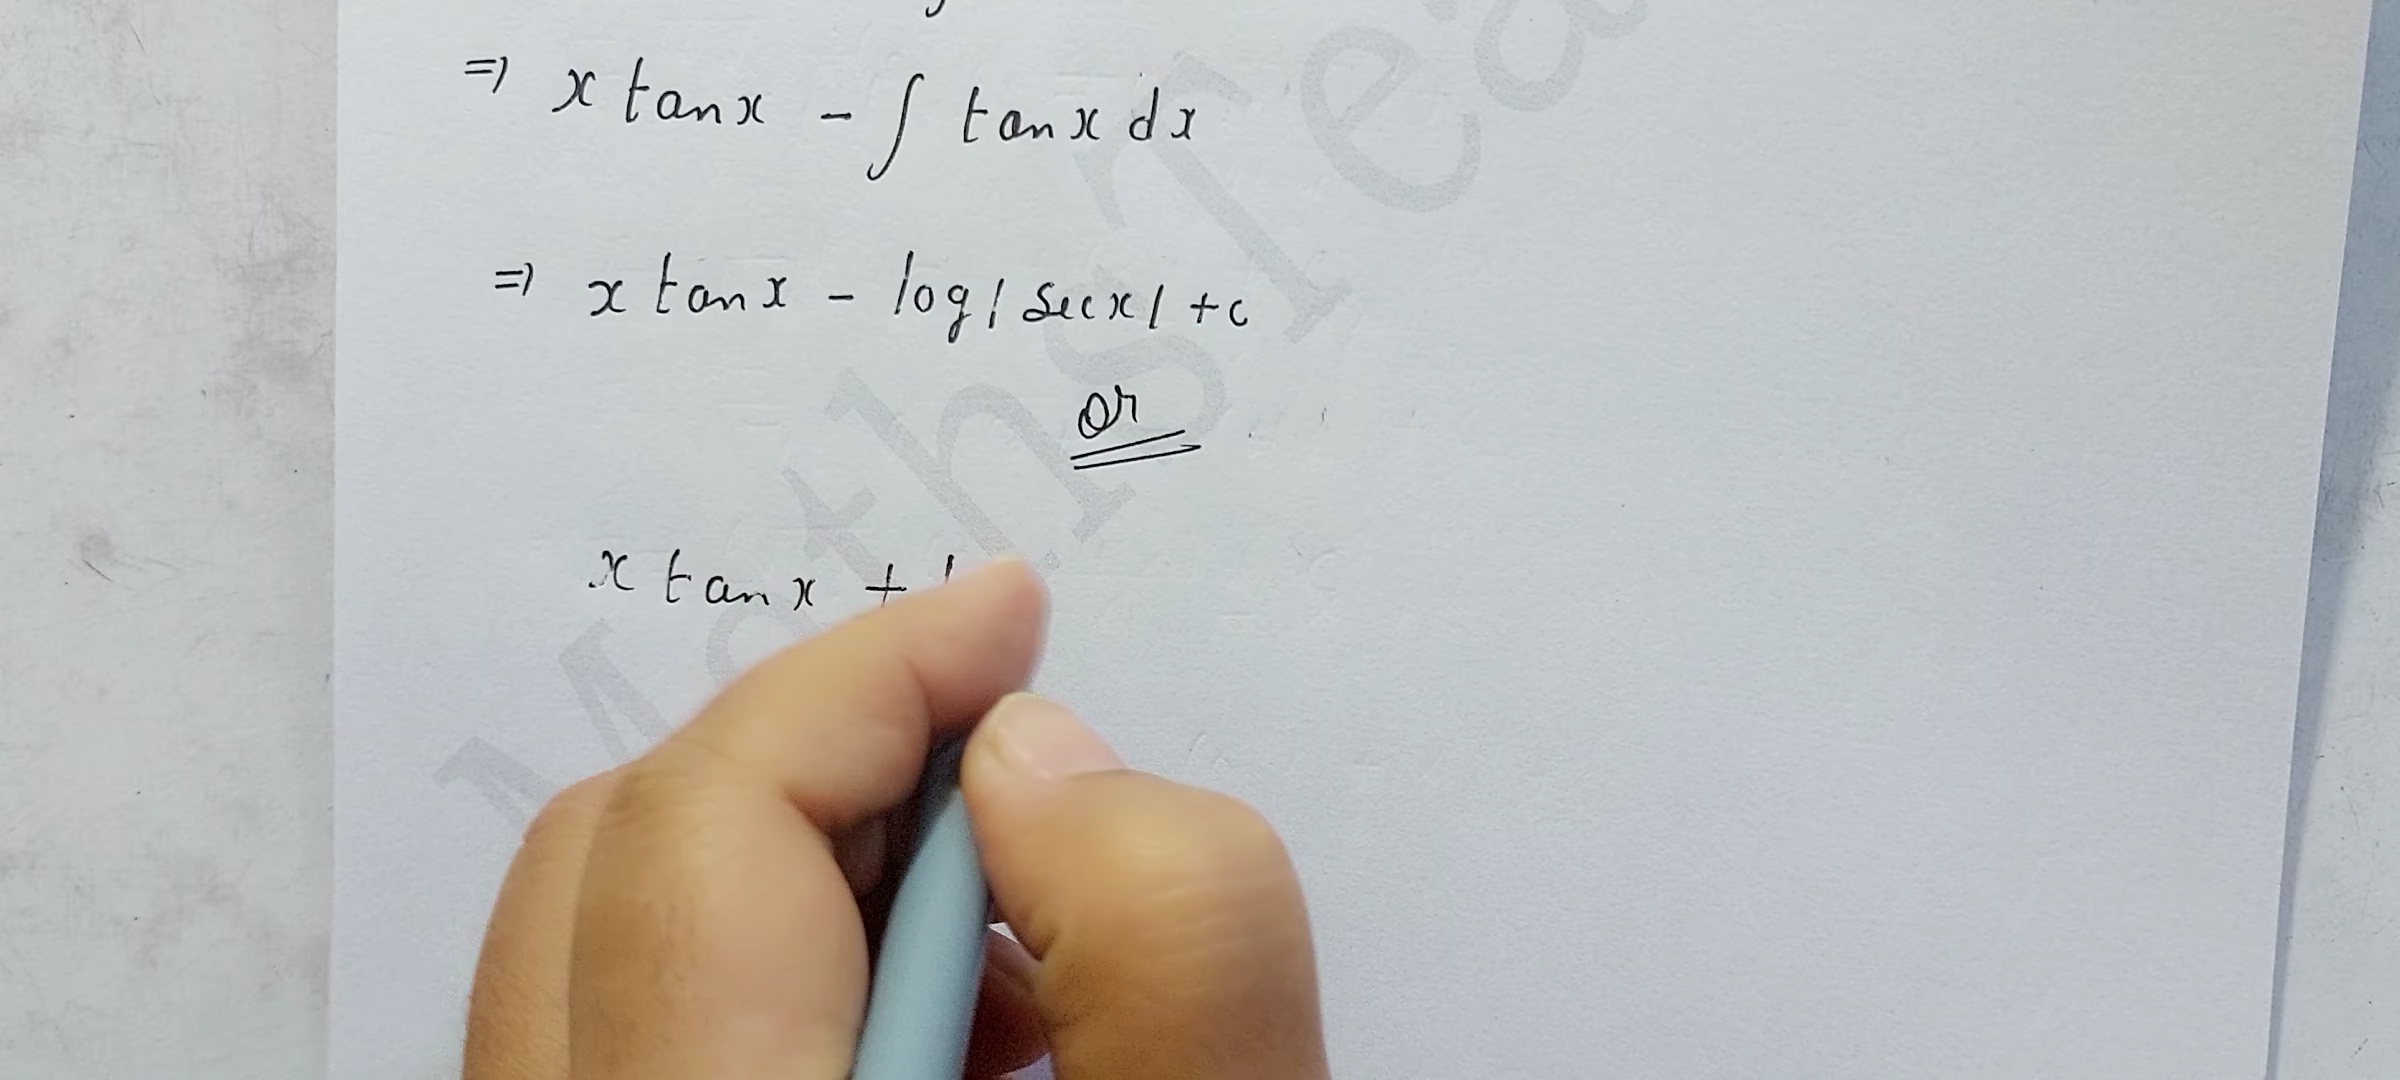 ⇒ x tan x - ∫ tan x dx
⇒ x tan x - log |sec x| + c
or
x tan x +